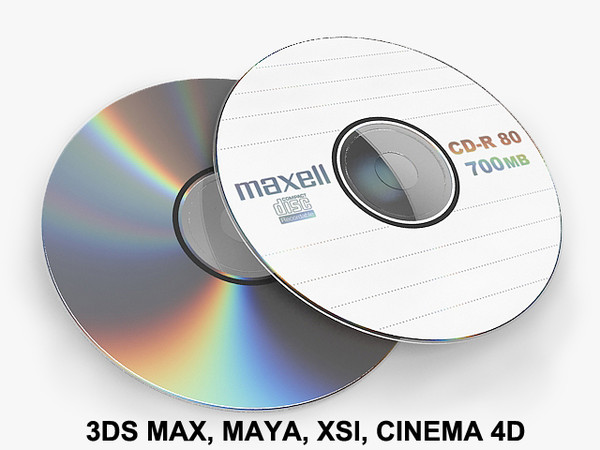 maxell
COMPACT
disc
Recordable
CD-R 80
700MB
3DS MAX, MAYA, XSI, CINEMA 4D